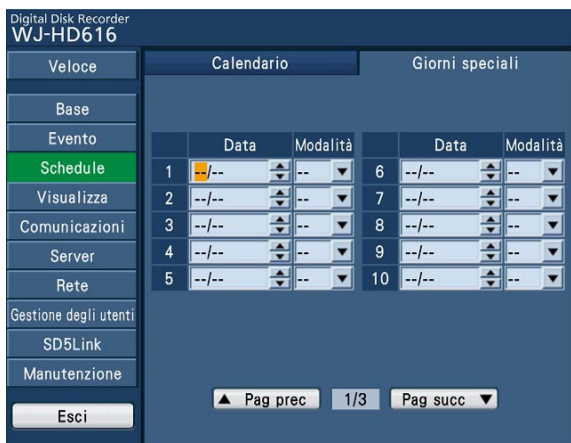 Digital Disk Recorder
WJ-HD616
Veloce
Base
Evento
Schedule
Visualizza
Comunicazioni
Server
Rete
Gestione degli utenti
SD5Link
Manutenzione
Esci
Calendario Giorni speciali
Data Modalità Data Modalità
1 --/-- -- 6 --/-- --
2 --/-- -- 7 --/-- --
3 --/-- -- 8 --/-- --
4 --/-- -- 9 --/-- --
5 --/-- -- 10 --/-- --
▲ Pag prec 1/3 Pag succ ▼